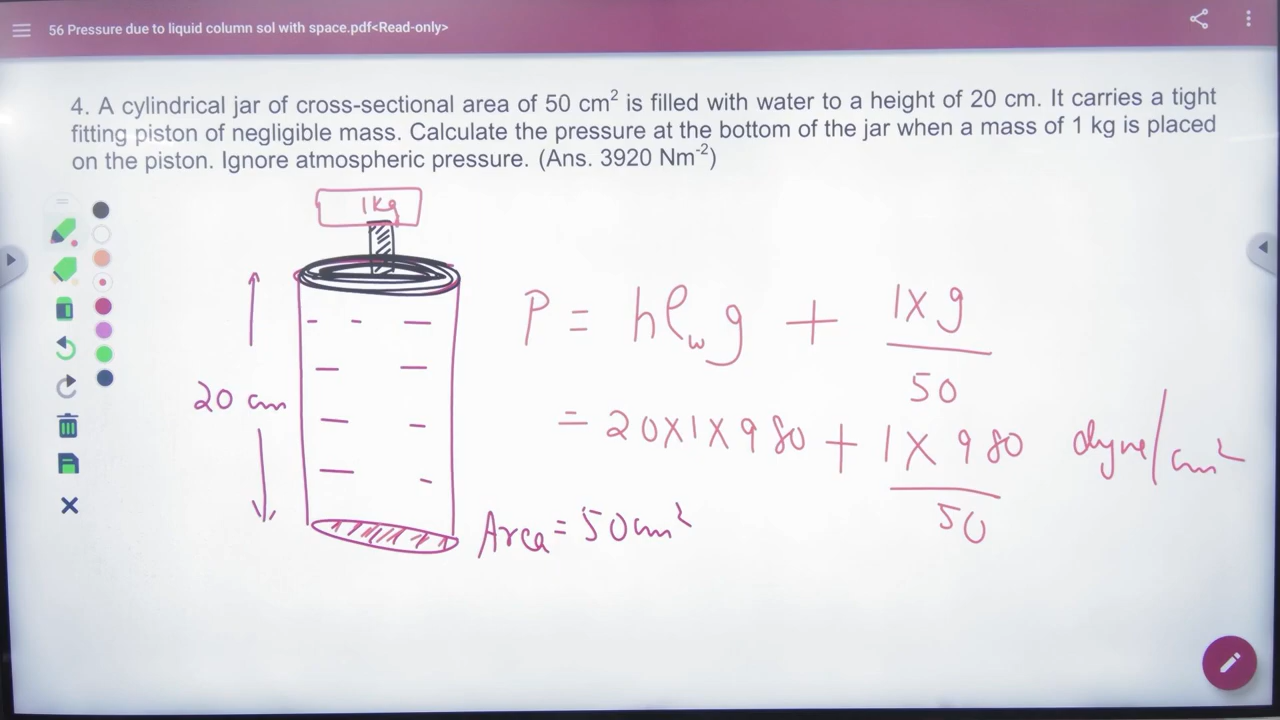 56 Pressure due to liquid column sol with space.pdf<Read-only>
4. A cylindrical jar of cross-sectional area of 50 cm² is filled with water to a height of 20 cm. It carries a tight
fitting piston of negligible mass. Calculate the pressure at the bottom of the jar when a mass of 1 kg is placed
on the piston. Ignore atmospheric pressure. (Ans. 3920 Nm⁻²)
1kg
P = hρ_w g + 1×g / 50
20 cm
= 20×1×980 + 1×980 / 50 dyne/cm²
Area = 50cm²